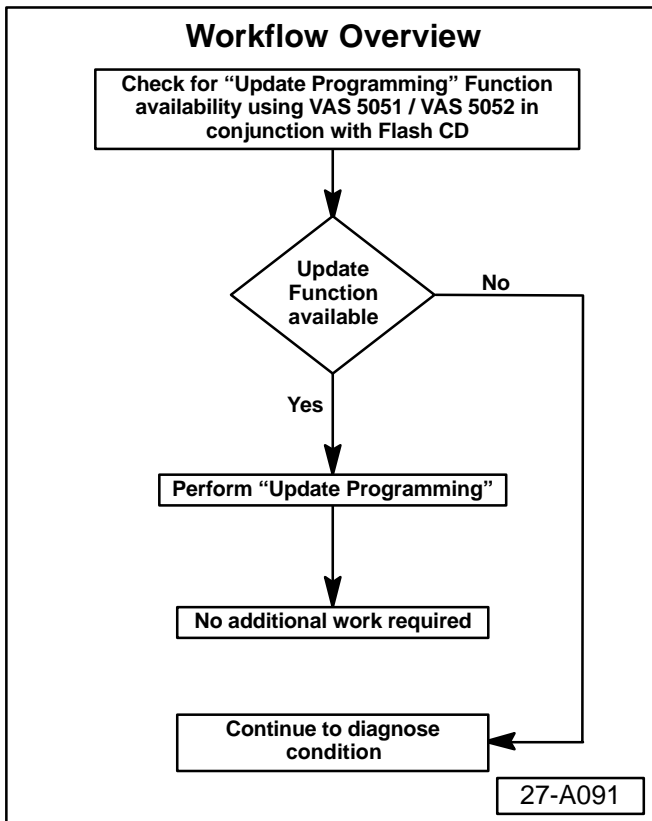 Workflow Overview
Check for “Update Programming” Function
availability using VAS 5051 / VAS 5052 in
conjunction with Flash CD
Update
Function
available
No
Yes
Perform “Update Programming”
No additional work required
Continue to diagnose
condition
27-A091